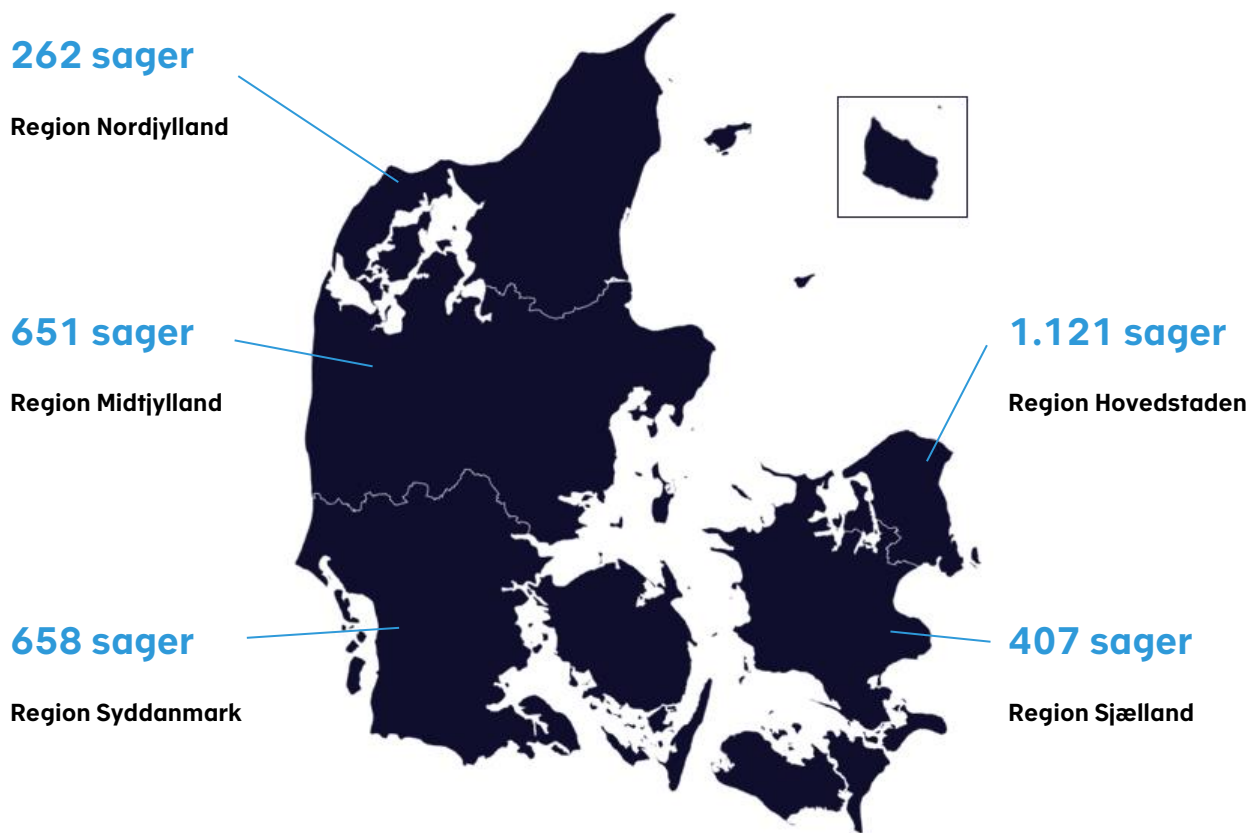 262 sager
Region Nordjylland
651 sager
Region Midtjylland
1.121 sager
Region Hovedstaden
658 sager
Region Syddanmark
407 sager
Region Sjælland